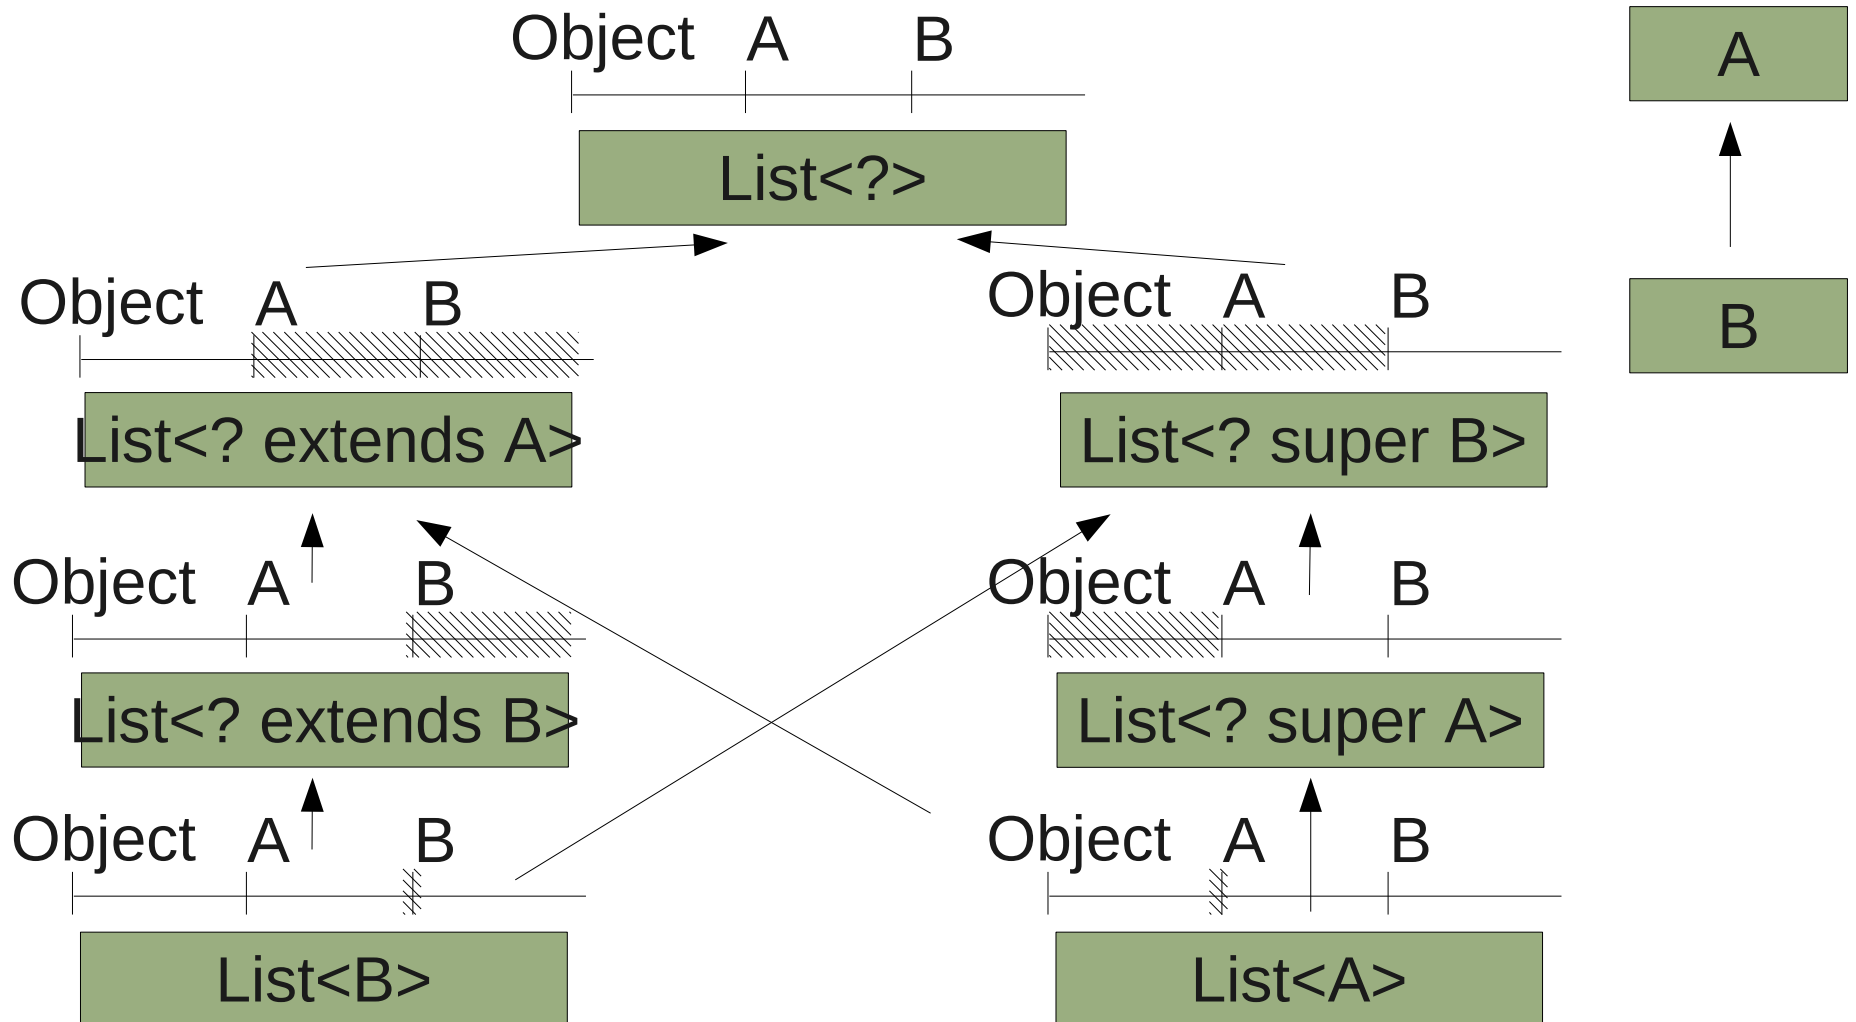 Object A B
List<?>
A
B
Object A B
List<? extends A>
Object A B
List<? super B>
Object A B
List<? extends B>
Object A B
List<? super A>
Object A B
List<B>
Object A B
List<A>